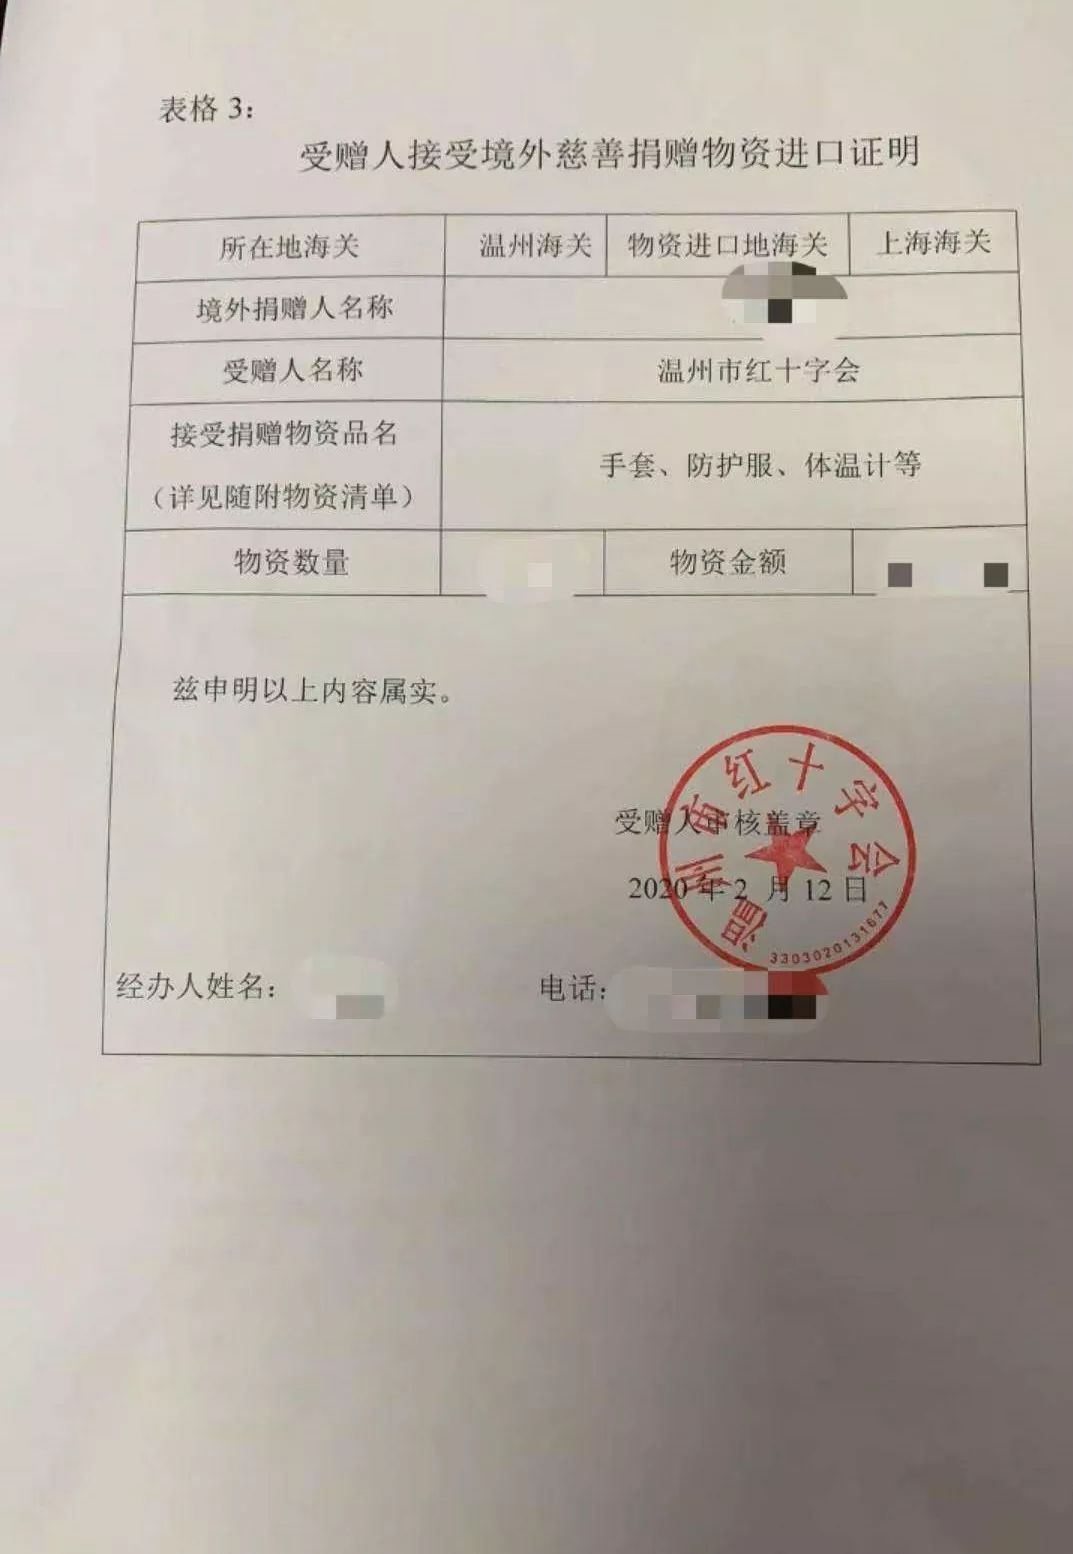 表格 3：
受赠人接受境外慈善捐赠物资进口证明
所在地海关 温州海关 物资进口地海关 上海海关
境外捐赠人名称
受赠人名称 温州市红十字会
接受捐赠物资品名
（详见随附物资清单）
手套、防护服、体温计等
物资数量 物资金额
兹申明以上内容属实。
受赠人审核盖章
2020 年 2 月 12 日
温州市红十字会
3303020131677
经办人姓名： 电话：